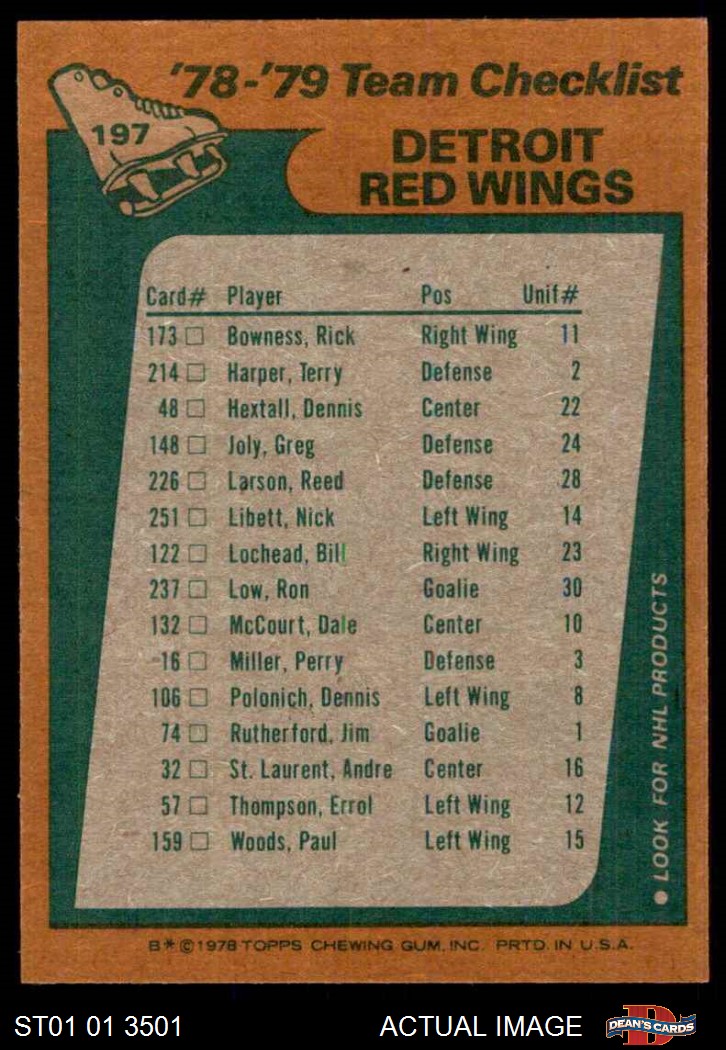 '78-'79 Team Checklist
197
DETROIT
RED WINGS
Card# Player Pos Unif#
173 □ Bowness, Rick Right Wing 11
214 □ Harper, Terry Defense 2
48 □ Hextall, Dennis Center 22
148 □ Joly, Greg Defense 24
226 □ Larson, Reed Defense 28
251 □ Libett, Nick Left Wing 14
122 □ Lochead, Bill Right Wing 23
237 □ Low, Ron Goalie 30
132 □ McCourt, Dale Center 10
16 □ Miller, Perry Defense 3
106 □ Polonich, Dennis Left Wing 8
74 □ Rutherford, Jim Goalie 1
32 □ St. Laurent, Andre Center 16
57 □ Thompson, Errol Left Wing 12
159 □ Woods, Paul Left Wing 15
● LOOK FOR NHL PRODUCTS
B*©1978 TOPPS CHEWING GUM, INC. PRTD. IN U.S.A.
ST01 01 3501 ACTUAL IMAGE
D
DEAN'S CARDS